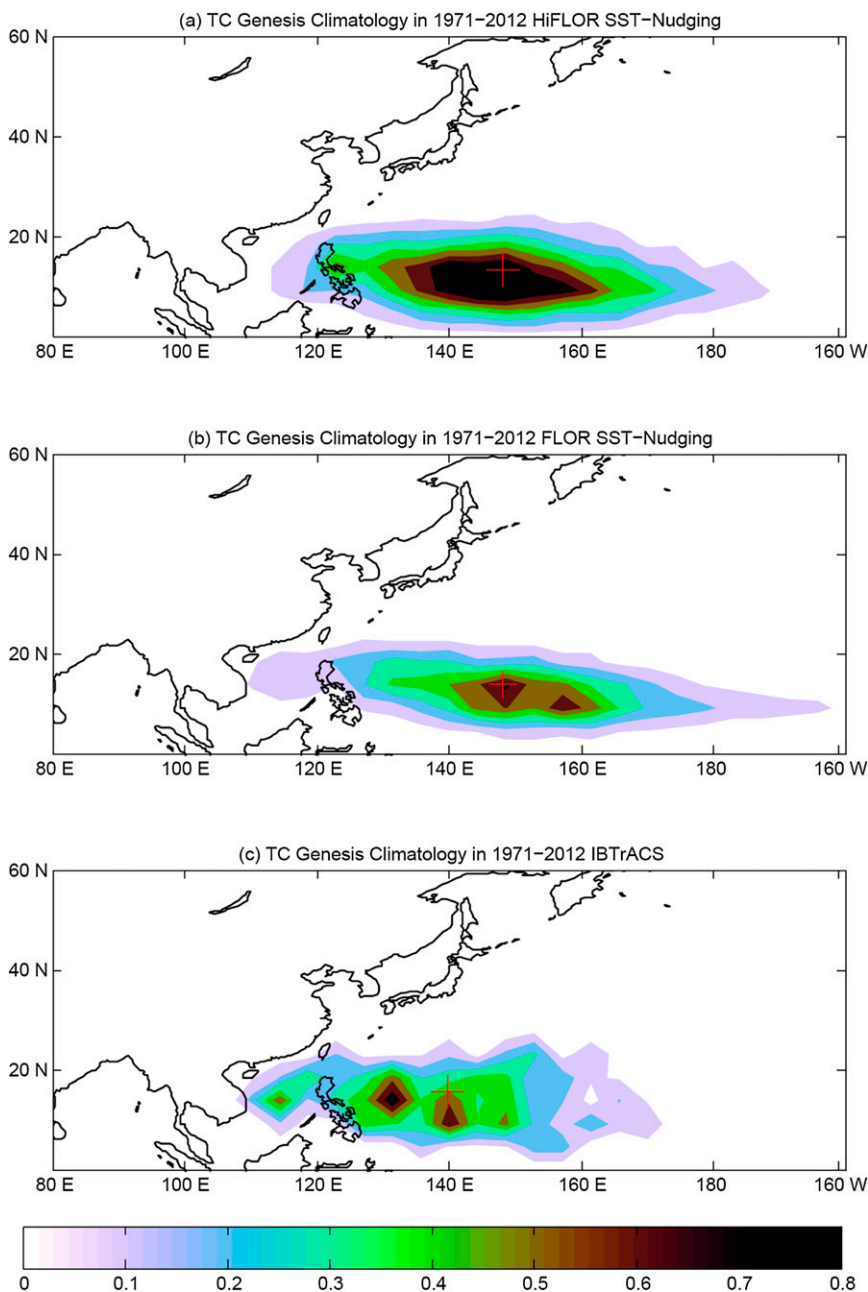 (a) TC Genesis Climatology in 1971−2012 HiFLOR SST−Nudging
60 N
40 N
20 N
80 E 100 E 120 E 140 E 160 E 180 160 W
(b) TC Genesis Climatology in 1971−2012 FLOR SST−Nudging
60 N
40 N
20 N
80 E 100 E 120 E 140 E 160 E 180 160 W
(c) TC Genesis Climatology in 1971−2012 IBTrACS
60 N
40 N
20 N
80 E 100 E 120 E 140 E 160 E 180 160 W
0 0.1 0.2 0.3 0.4 0.5 0.6 0.7 0.8